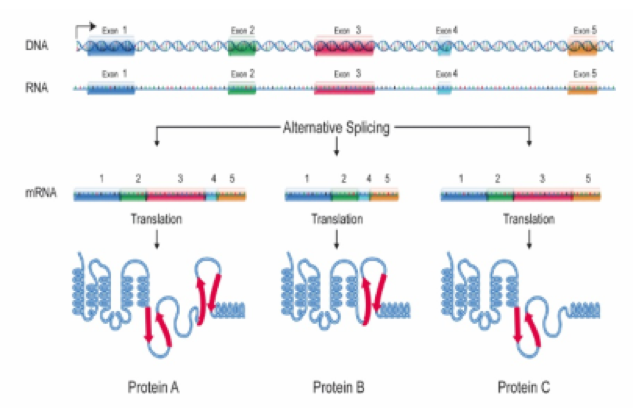 Exon 1 Exon 2 Exon 3 Exon 4 Exon 5
DNA
Exon 1 Exon 2 Exon 3 Exon 4 Exon 5
RNA
Alternative Splicing
1 2 3 4 5 1 2 4 5 1 2 3 5
mRNA
Translation Translation Translation
Protein A Protein B Protein C